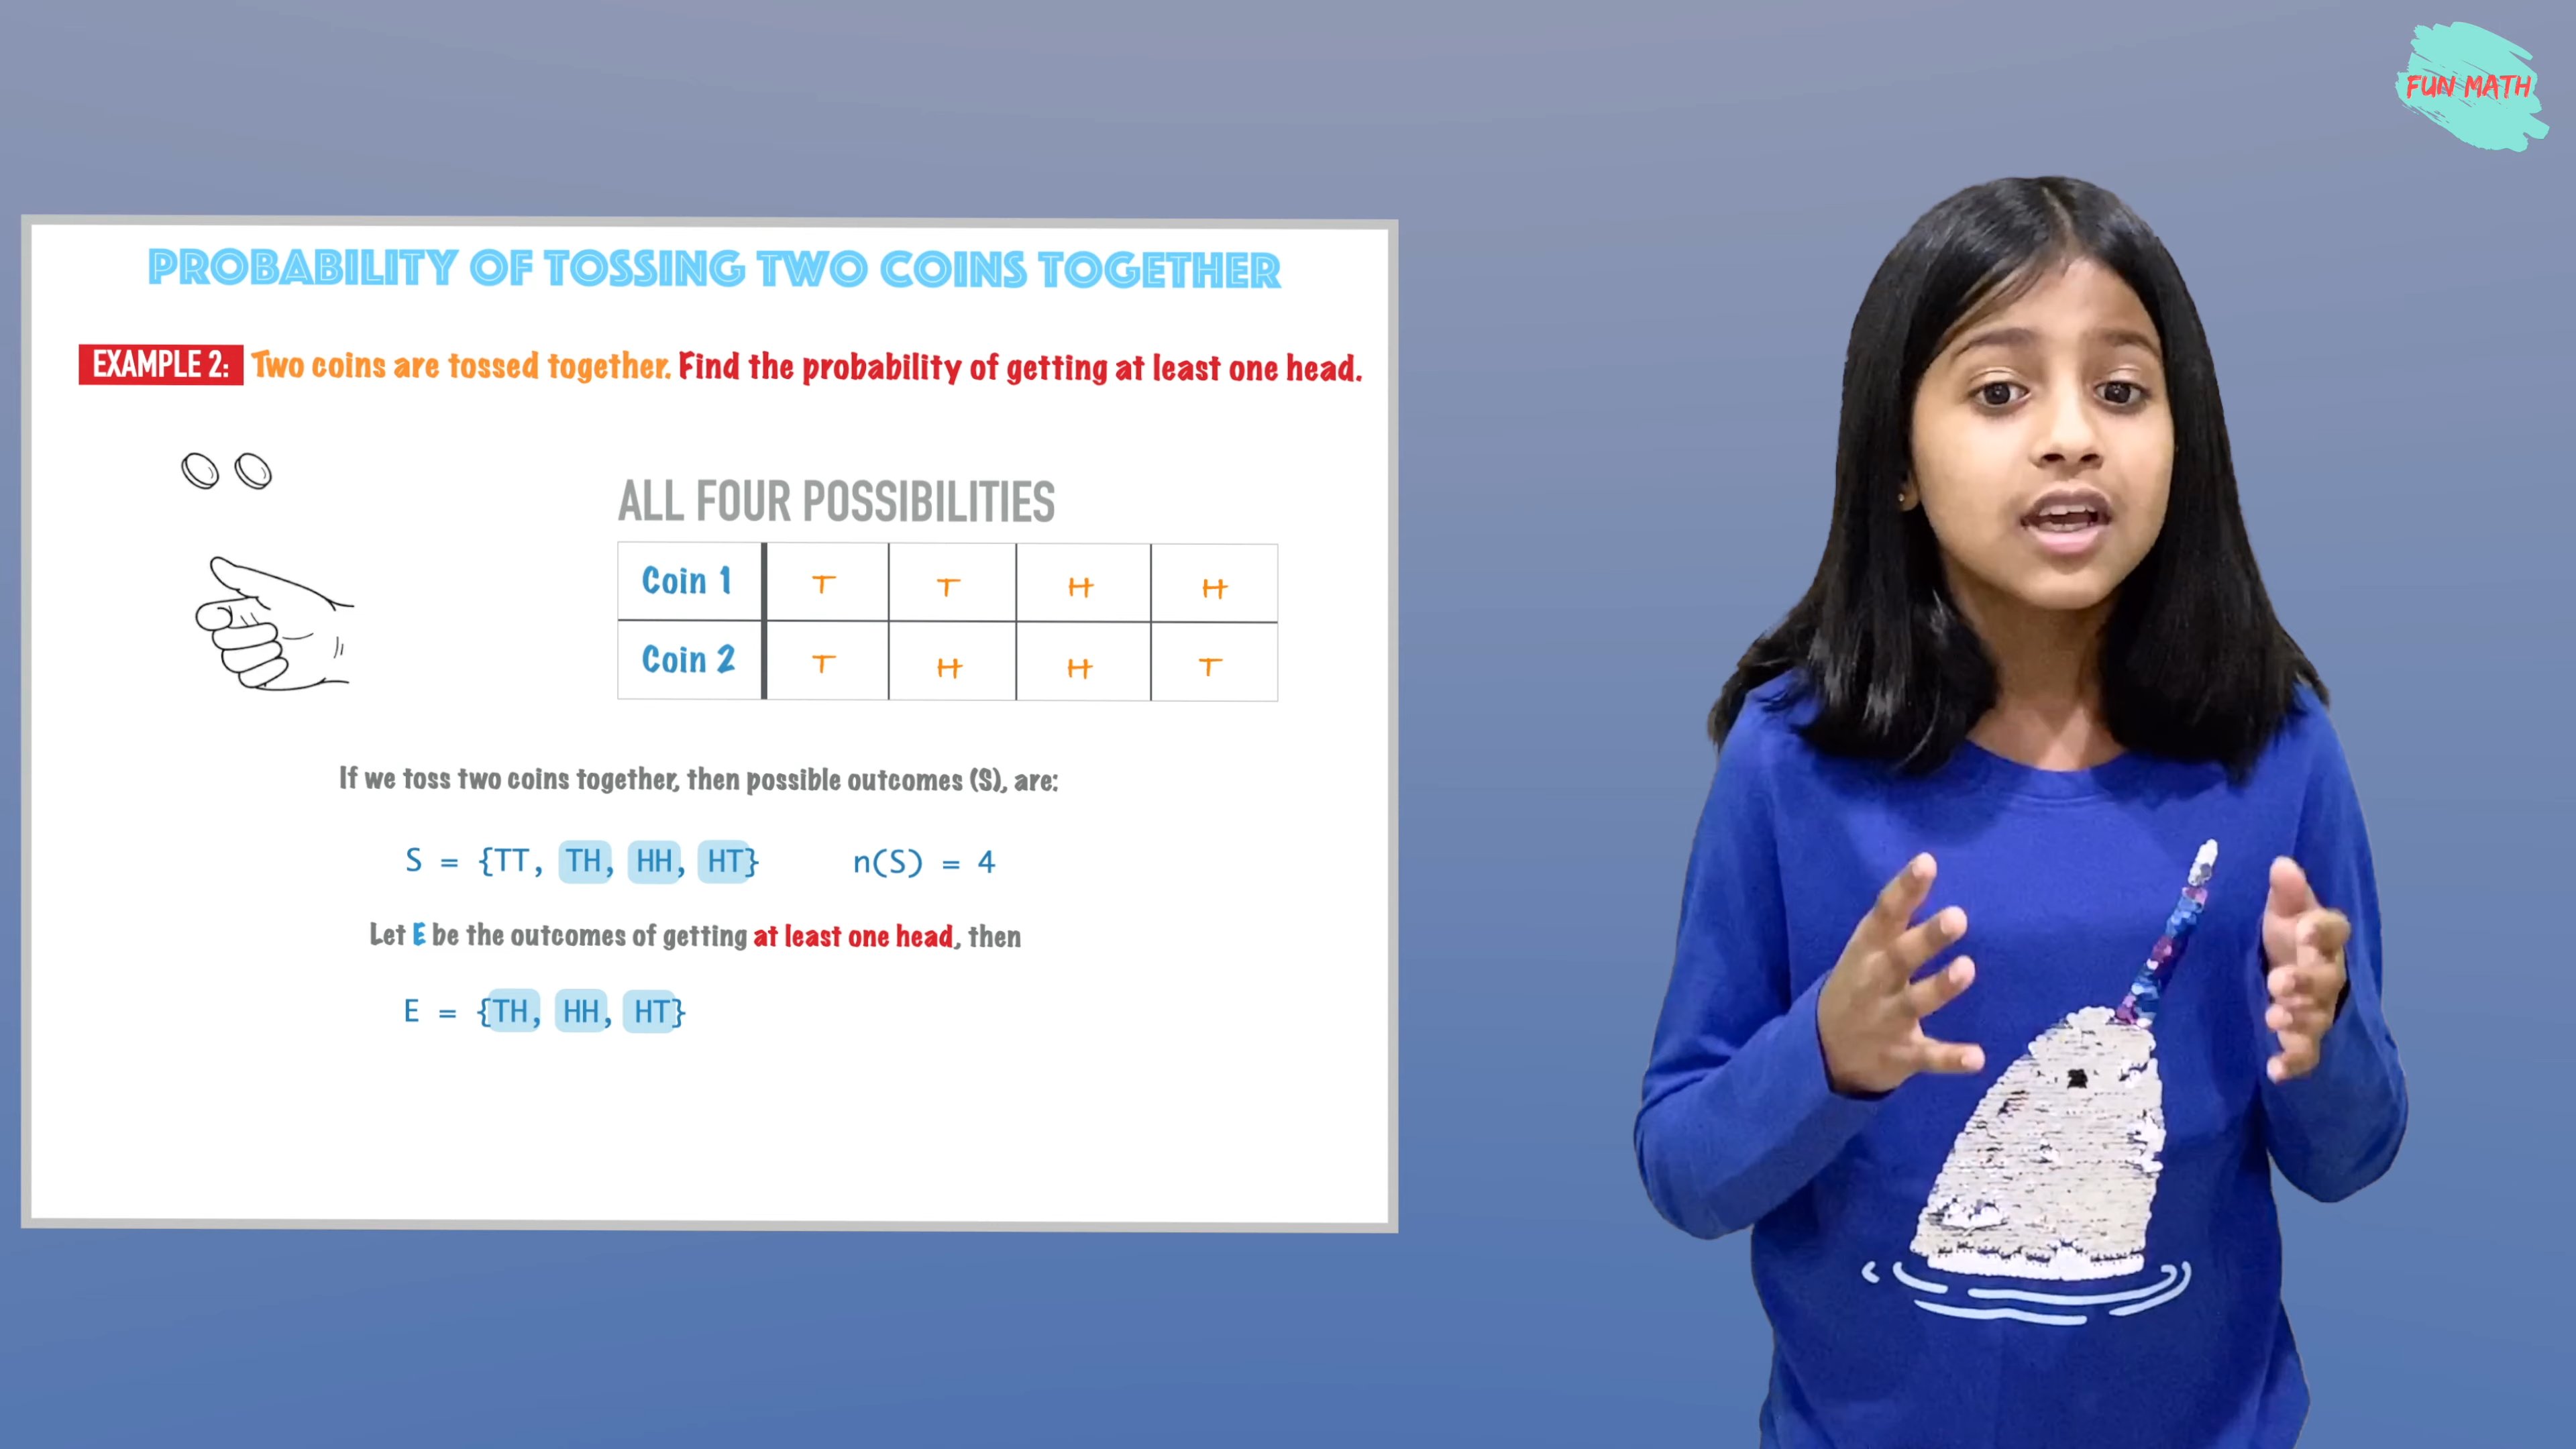 FUN MATH
PROBABILITY OF TOSSING TWO COINS TOGETHER
EXAMPLE 2: Two coins are tossed together. Find the probability of getting at least one head.
ALL FOUR POSSIBILITIES
Coin 1 T T H H
Coin 2 T H H T
If we toss two coins together, then possible outcomes (S), are:
S = {TT, TH, HH, HT} n(S) = 4
Let E be the outcomes of getting at least one head, then
E = {TH, HH, HT}